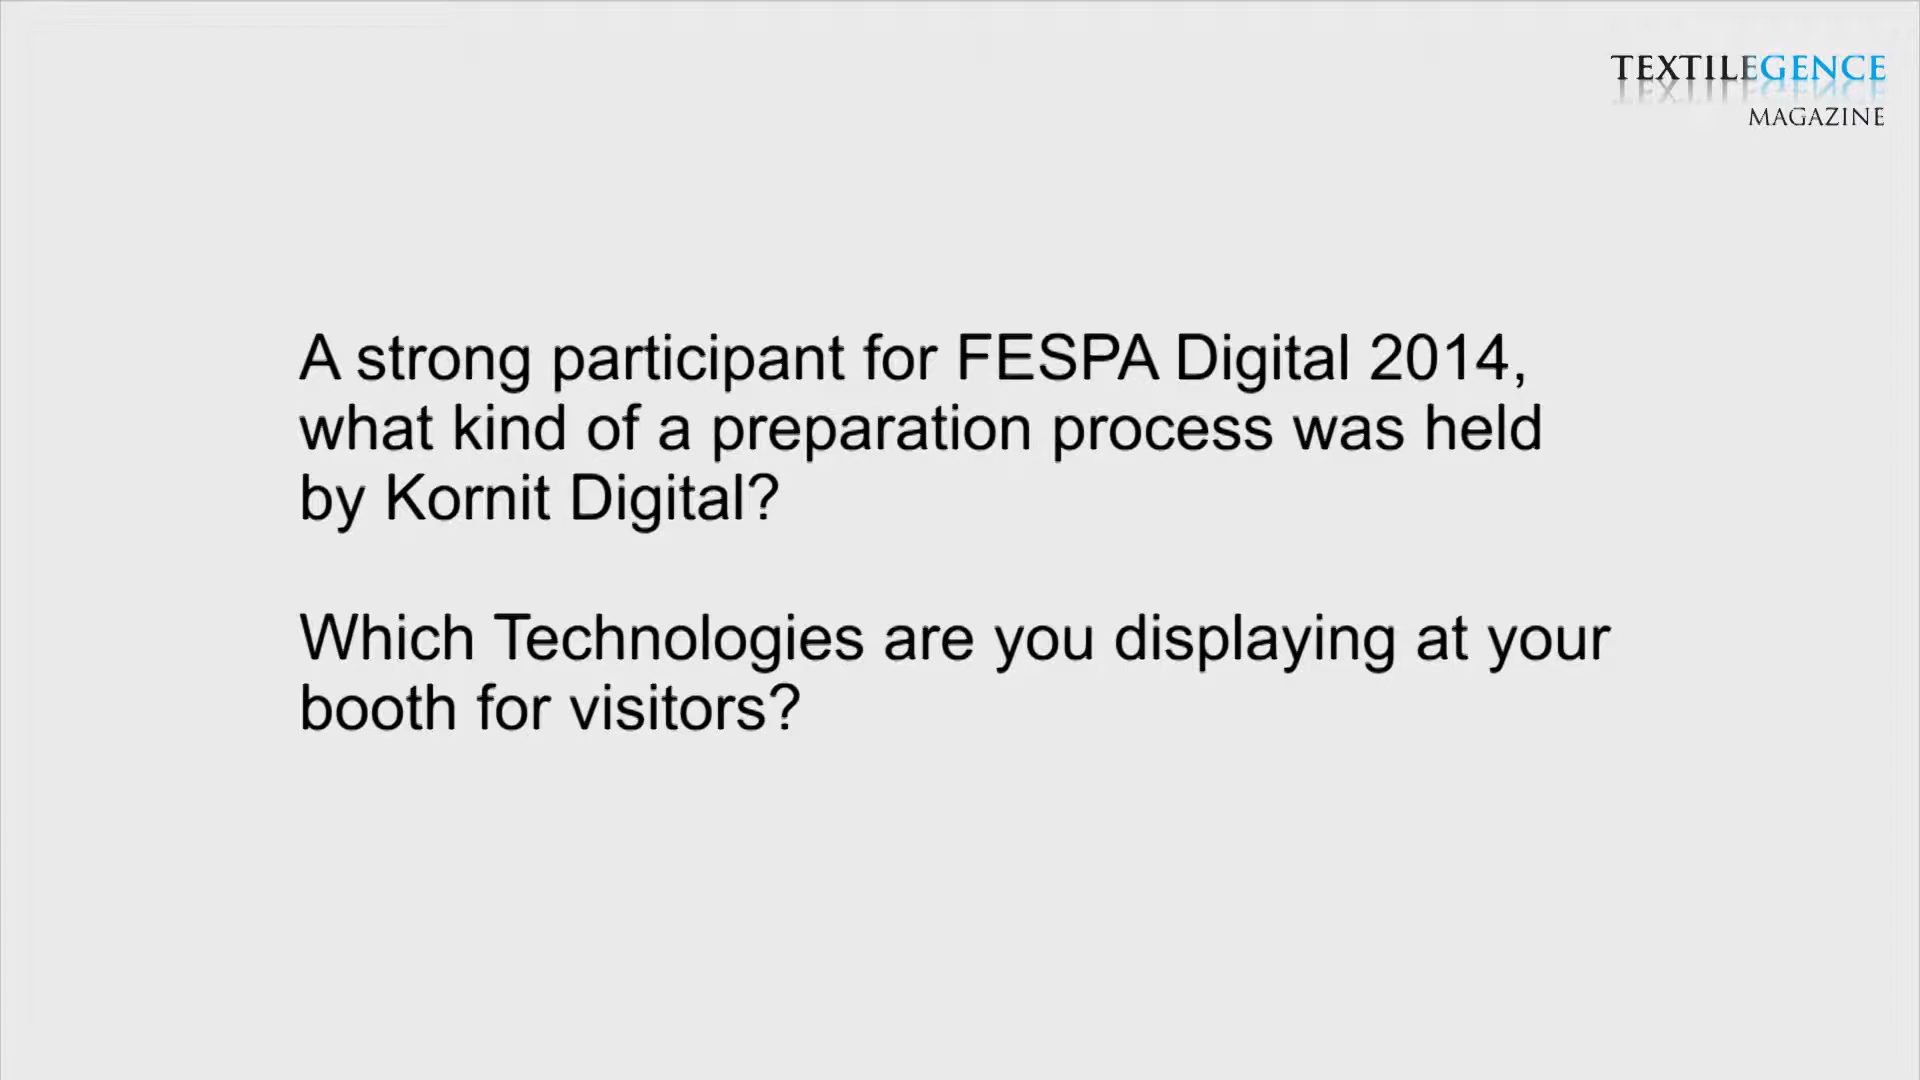 TEXTILEGENCE
MAGAZINE
A strong participant for FESPA Digital 2014,
what kind of a preparation process was held
by Kornit Digital?
Which Technologies are you displaying at your
booth for visitors?